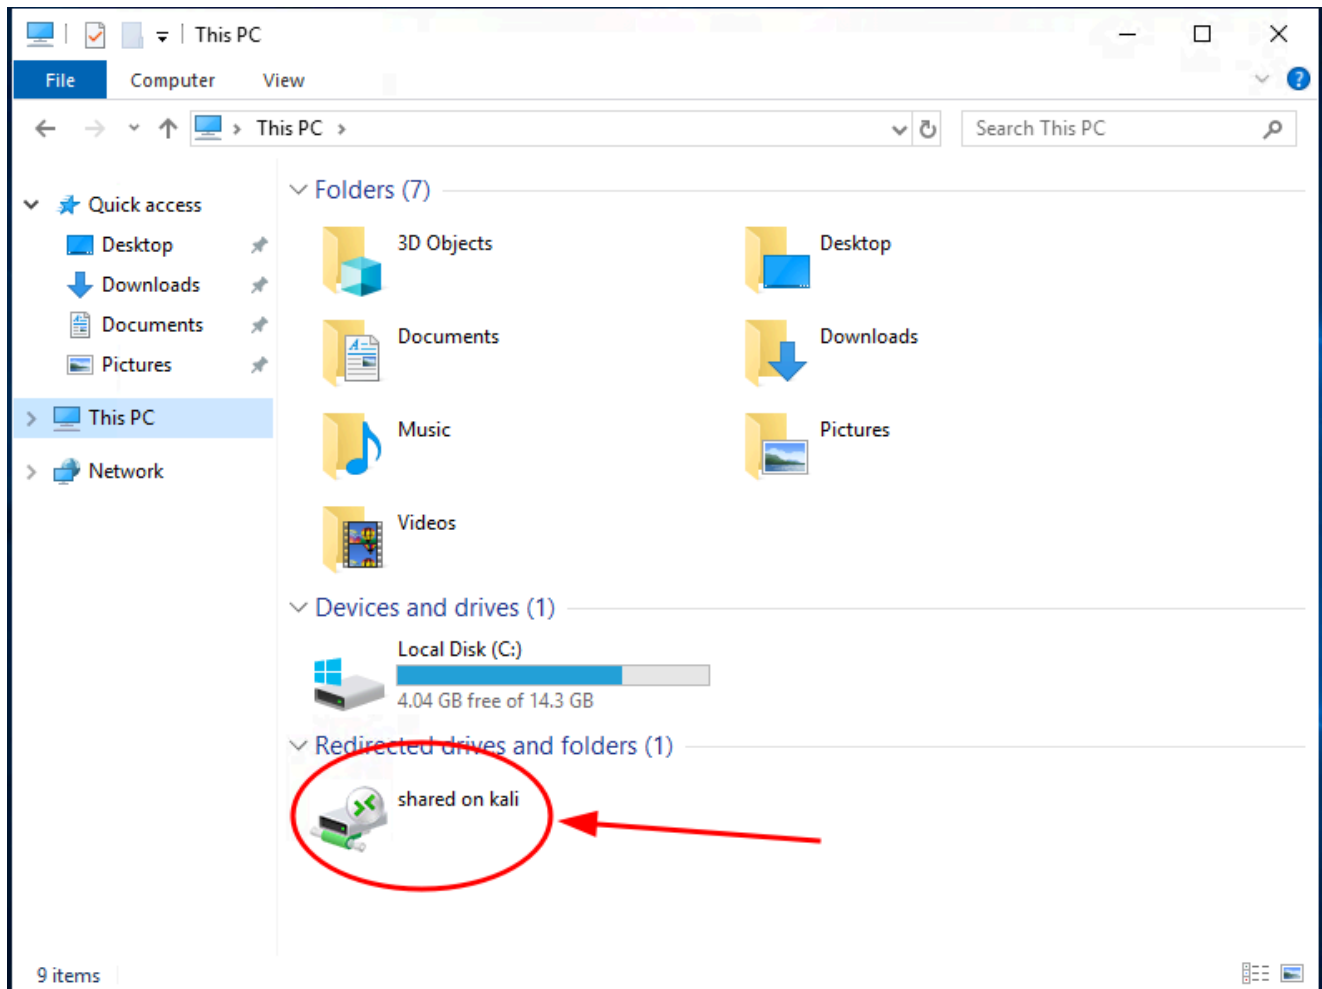 This PC
File Computer View
This PC
Search This PC
Quick access
Desktop
Downloads
Documents
Pictures
This PC
Network
Folders (7)
3D Objects
Desktop
Documents
Downloads
Music
Pictures
Videos
Devices and drives (1)
Local Disk (C:)
4.04 GB free of 14.3 GB
Redirected drives and folders (1)
shared on kali
9 items